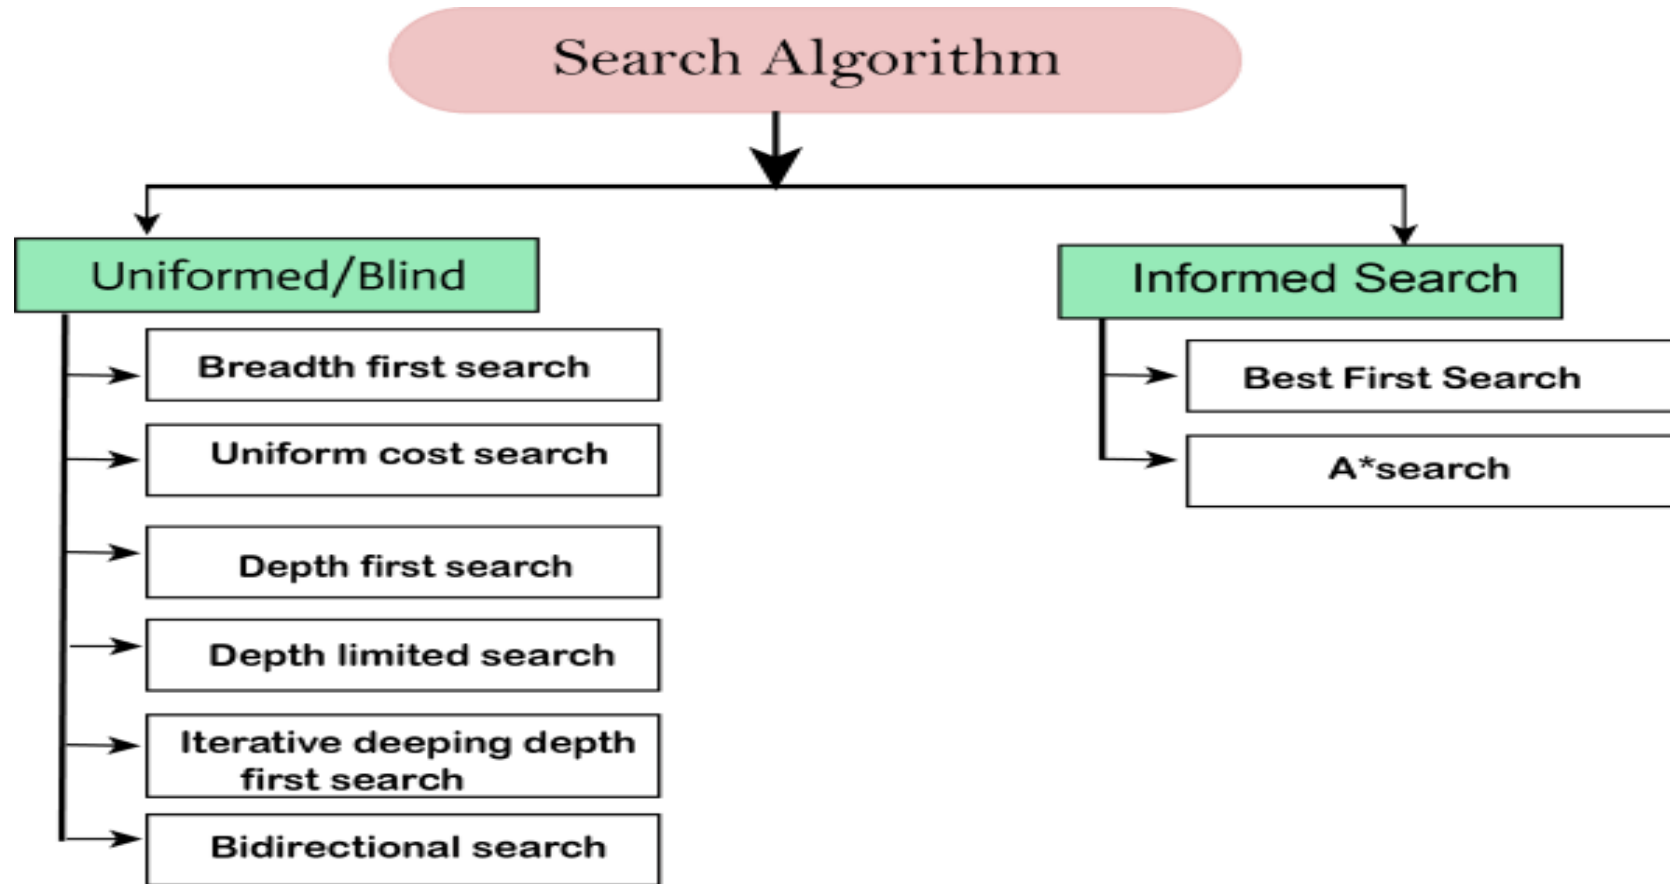 Search Algorithm
Uniformed/Blind
Breadth first search
Uniform cost search
Depth first search
Depth limited search
Iterative deeping depth
first search
Bidirectional search
Informed Search
Best First Search
A*search